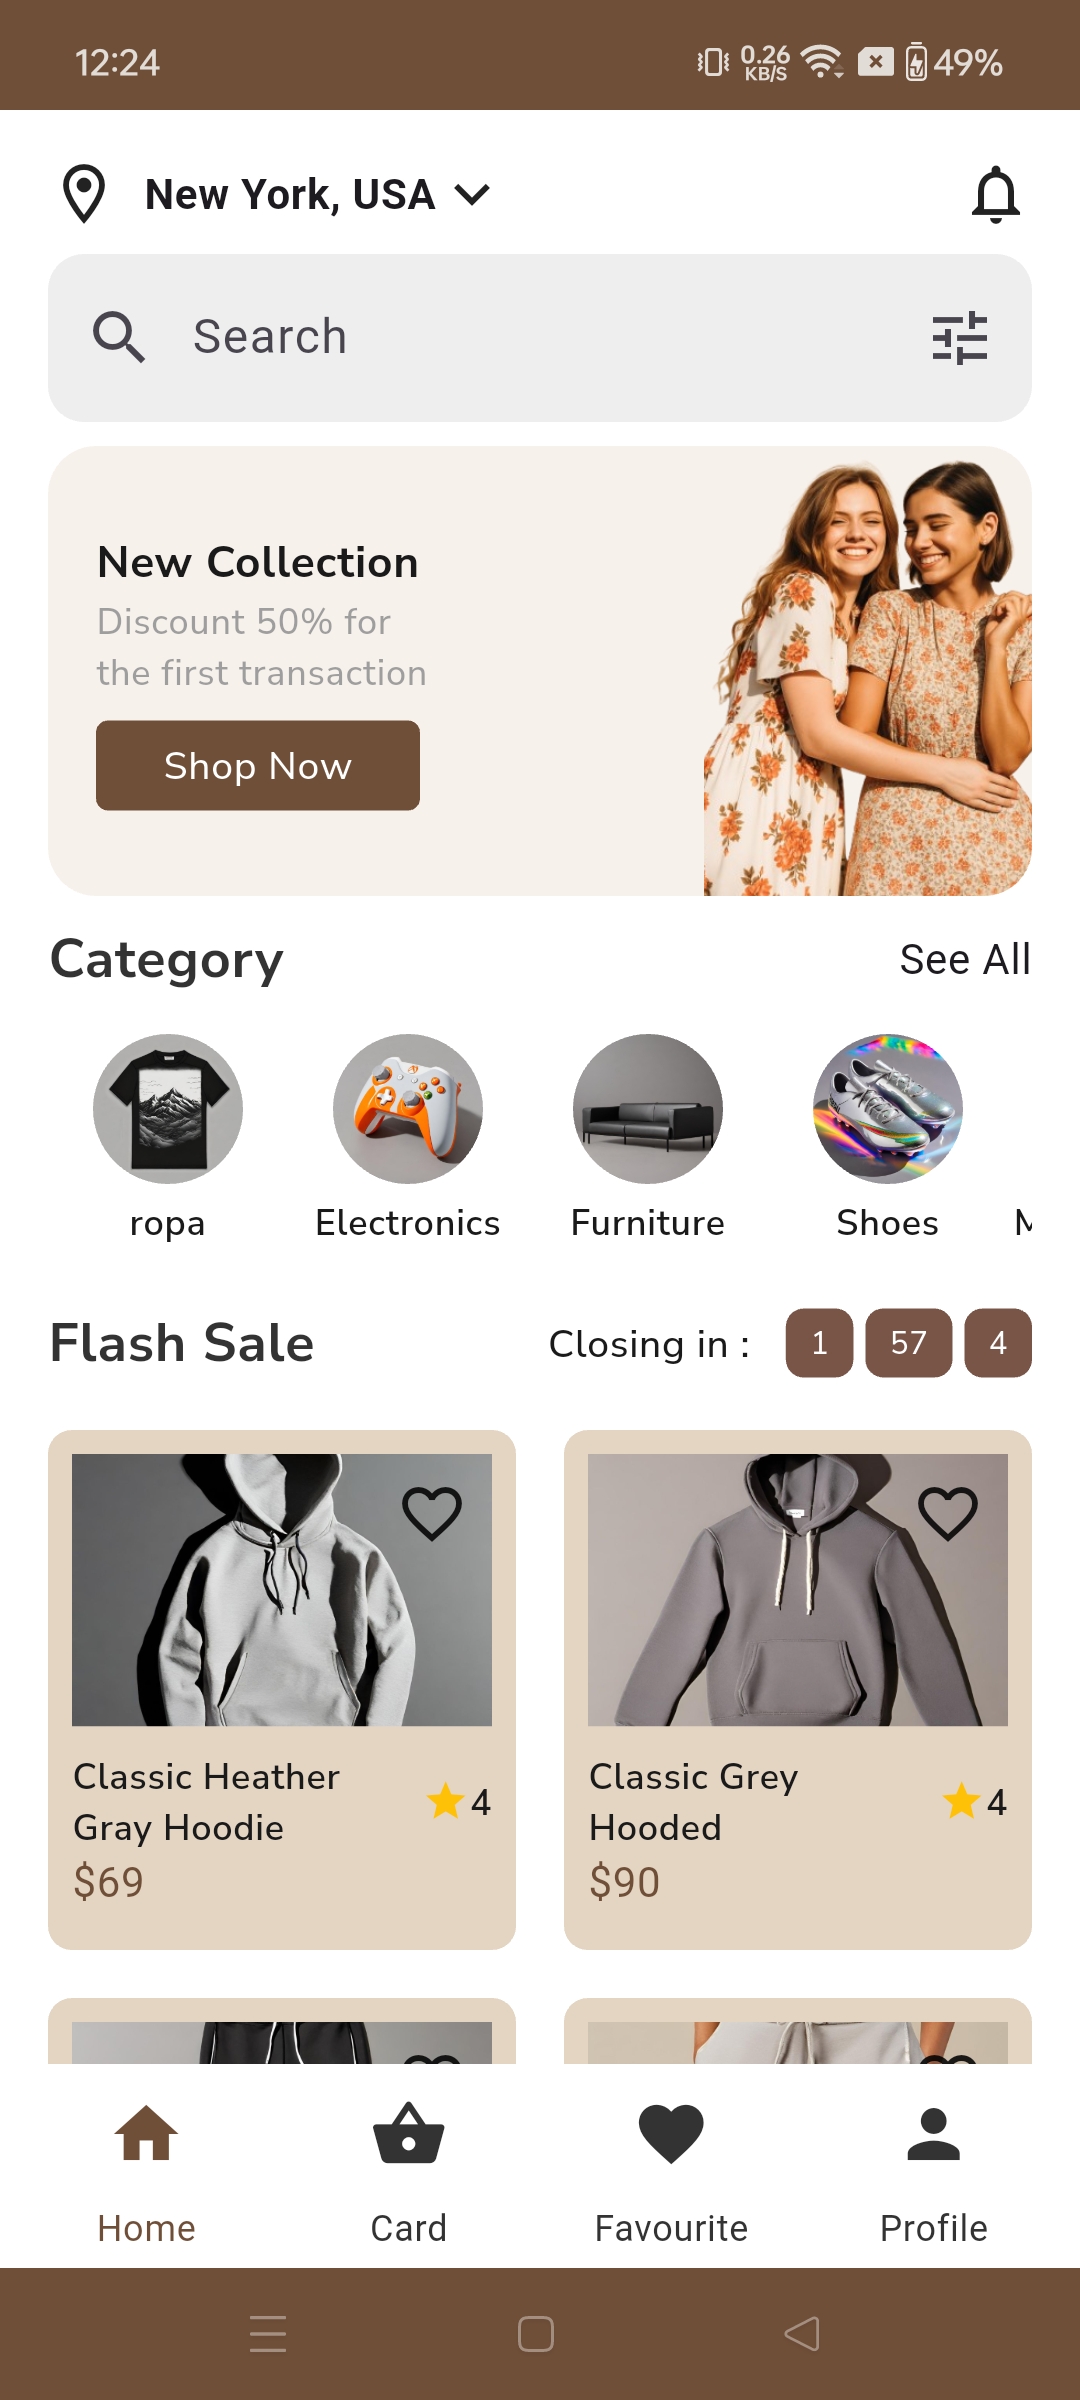 12:24
0.26
KB/S
49%
New York, USA
Search
New Collection
Discount 50% for
the first transaction
Shop Now
Category
See All
ropa
Electronics
Furniture
Shoes
Flash Sale
Closing in :
1
57
4
Classic Heather
Gray Hoodie
4
$69
Classic Grey
Hooded
4
$90
Home
Card
Favourite
Profile